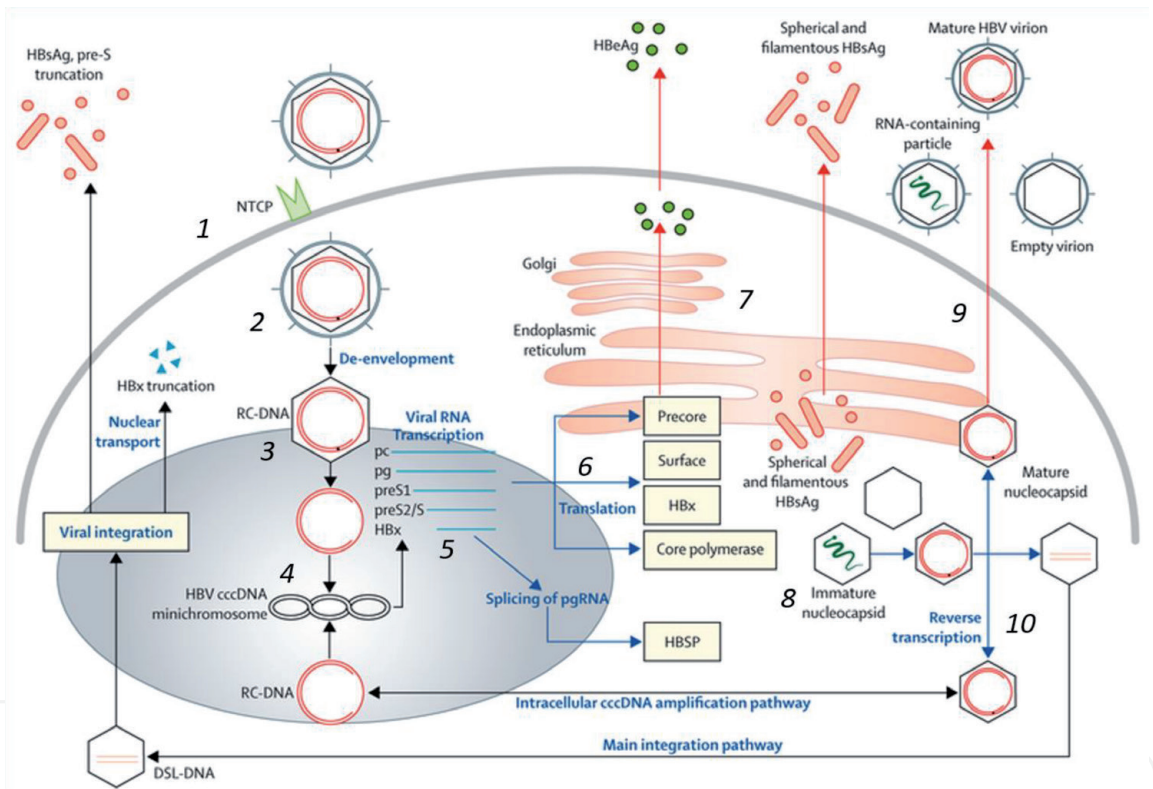 HBsAg, pre-S
truncation
HBeAg
Spherical and
filamentous HBsAg
Mature HBV virion
RNA-containing
particle
Empty virion
NTCP
1
2
Golgi
7
9
Endoplasmic
reticulum
De-envelopment
HBx truncation
Nuclear
transport
RC-DNA
3
Viral RNA
Transcription
pc
pg
preS1
preS2/S
HBx
5
6
Translation
Precore
Surface
HBx
Core polymerase
Spherical
and filamentous
HBsAg
Mature
nucleocapsid
Viral integration
4
HBV cccDNA
minichromosome
Splicing of pgRNA
HBSP
8
Immature
nucleocapsid
Reverse
transcription
10
RC-DNA
Intracellular cccDNA amplification pathway
Main integration pathway
DSL-DNA